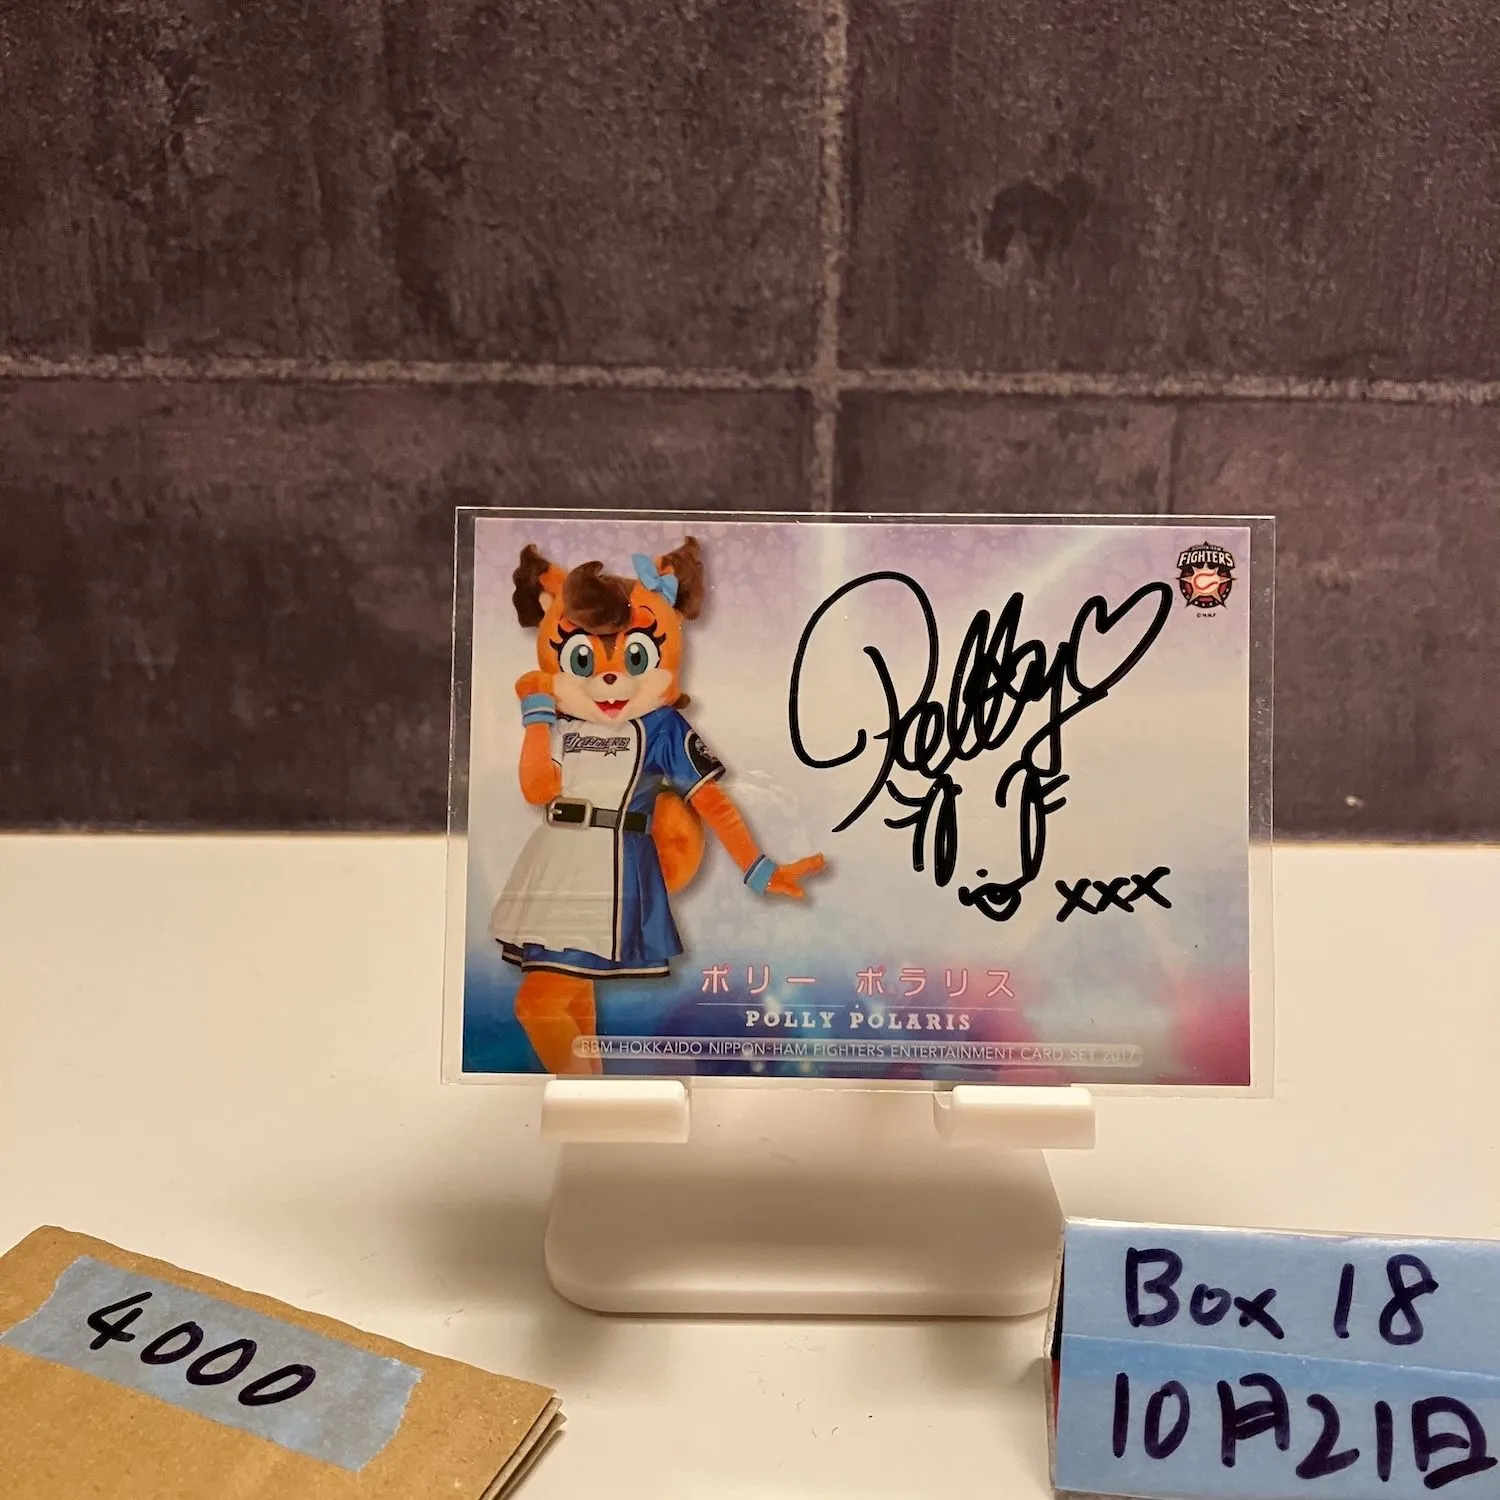 FIGHTERS
Polly
FIGHTERS
xxx
ポリー ポラリス
POLLY POLARIS
BBM HOKKAIDO NIPPON-HAM FIGHTERS ENTERTAINMENT CARD SET 2017
4000
Box 18
10月21日